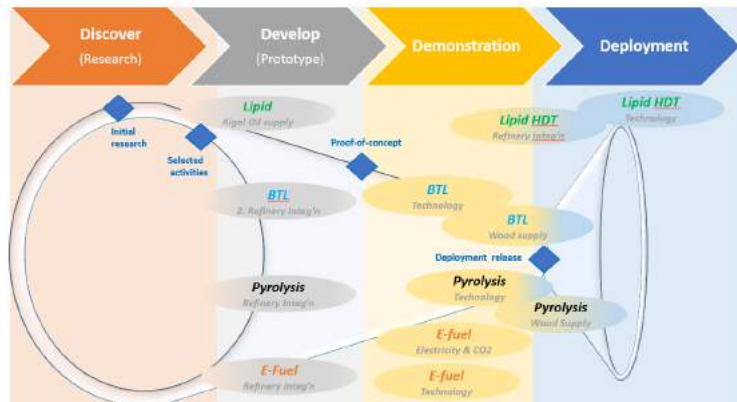 Discover
(Research)
Develop
(Prototype)
Demonstration
Deployment
Lipid
Algal Oil supply
Initial
research
Selected
activities
Proof-of-concept
Lipid HDT
Refinery Integ'n
Lipid HDT
Technology
BTL
2. Refinery Integ'n
BTL
Technology
BTL
Wood supply
Deployment release
Pyrolysis
Refinery Integ'n
Pyrolysis
Technology
Pyrolysis
Wood Supply
E-fuel
Electricity & CO2
E-Fuel
Refinery Integ'n
E-fuel
Technology